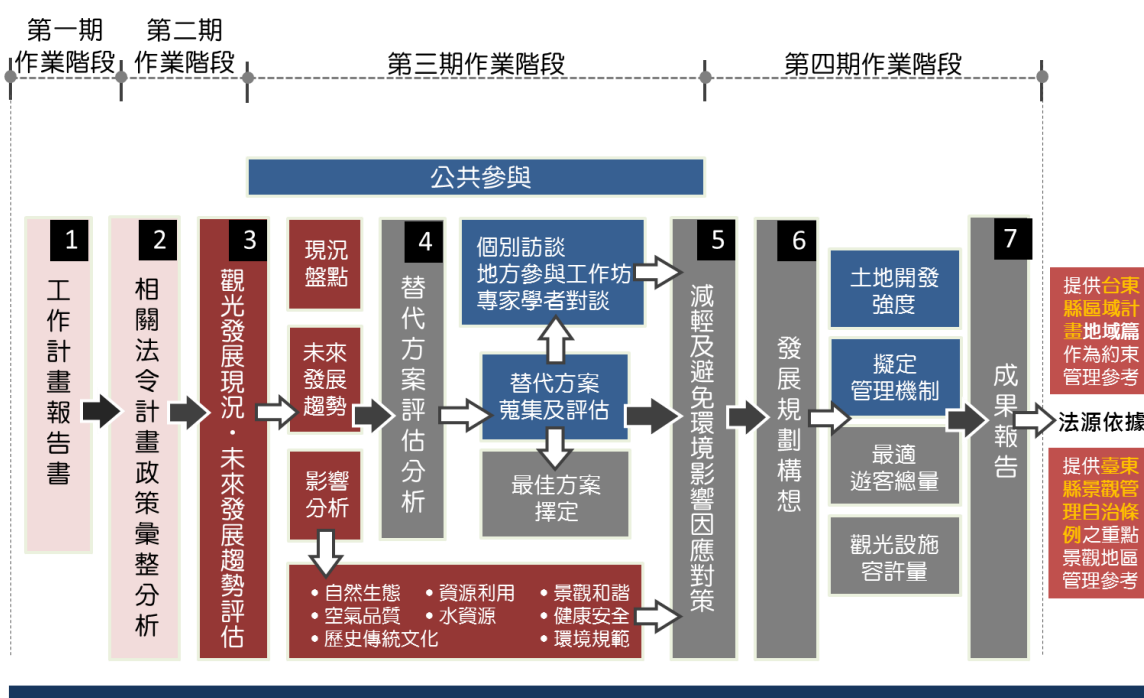 第一期
作業階段
第二期
作業階段
第三期作業階段
第四期作業階段
公共參與
1
工作計畫報告書
2
相關法令計畫政策彙整分析
3
觀光發展現況・未來發展趨勢評估
現況
盤點
未來
發展
趨勢
影響
分析
4
替代方案評估分析
個別訪談
地方參與工作坊
專家學者對談
替代方案
蒐集及評估
最佳方案
擇定
• 自然生態 • 資源利用 • 景觀和諧
• 空氣品質 • 水資源 • 健康安全
• 歷史傳統文化 • 環境規範
5
減輕及避免環境影響因應對策
6
發展規劃構想
土地開發
強度
擬定
管理機制
最適
遊客總量
觀光設施
容許量
7
成果報告
提供台東
縣區域計
畫地域篇
作為約束
管理參考
法源依據
提供臺東
縣景觀管
理自治條
例之重點
景觀地區
管理參考